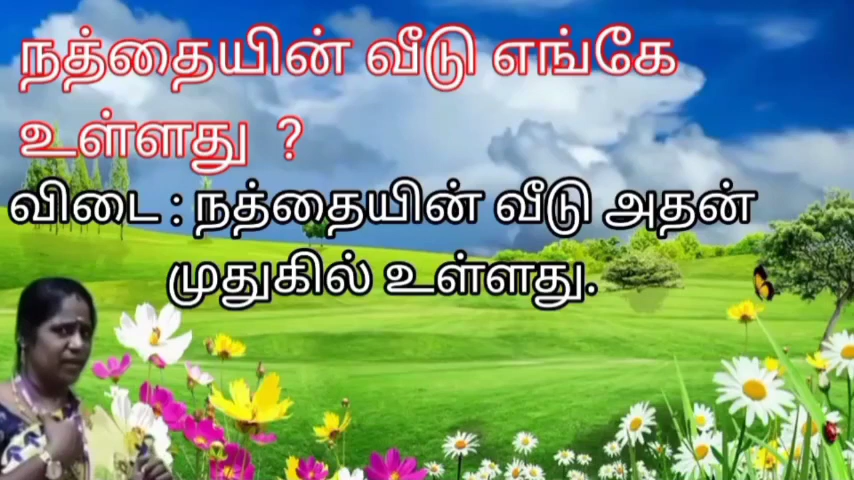 நத்தையின் வீடு எங்கே
உள்ளது ?
விடை : நத்தையின் வீடு அதன்
முதுகில் உள்ளது.